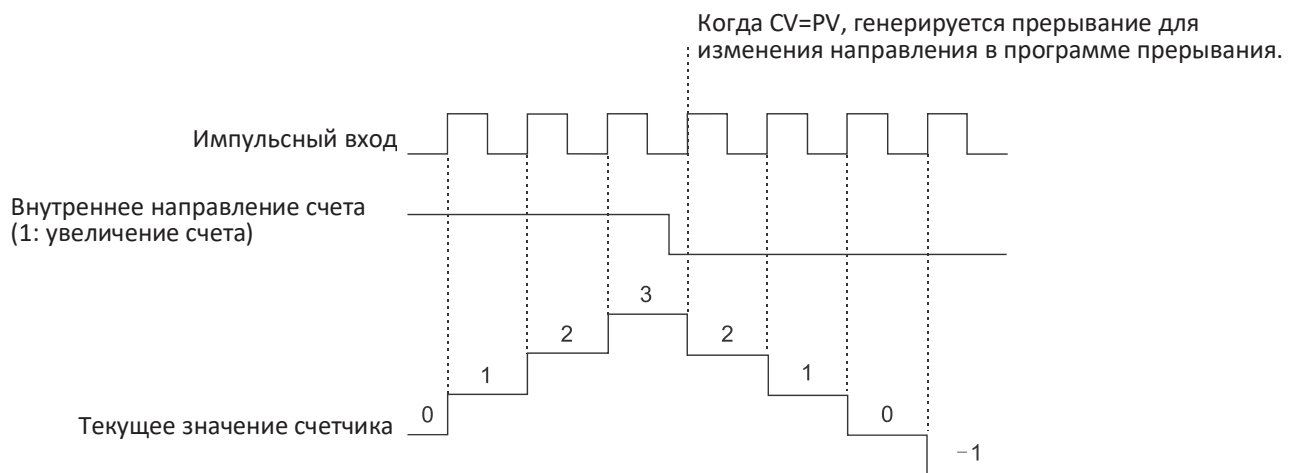 Когда CV=PV, генерируется прерывание для
изменения направления в программе прерывания.
Импульсный вход
Внутреннее направление счета
(1: увеличение счета)
3
2
2
1
1
0
0
Текущее значение счетчика
−1